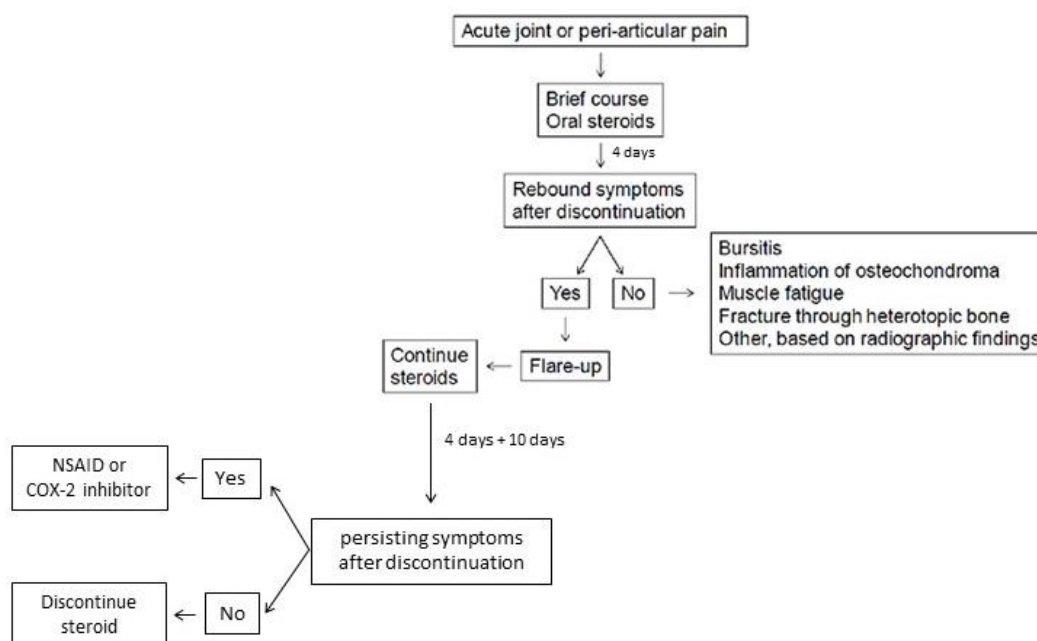 Acute joint or peri-articular pain
Brief course
Oral steroids
4 days
Rebound symptoms
after discontinuation
Yes
No
Bursitis
Inflammation of osteochondroma
Muscle fatigue
Fracture through heterotopic bone
Other, based on radiographic findings
Flare-up
Continue
steroids
4 days + 10 days
persisting symptoms
after discontinuation
Yes
NSAID or
COX-2 inhibitor
No
Discontinue
steroid